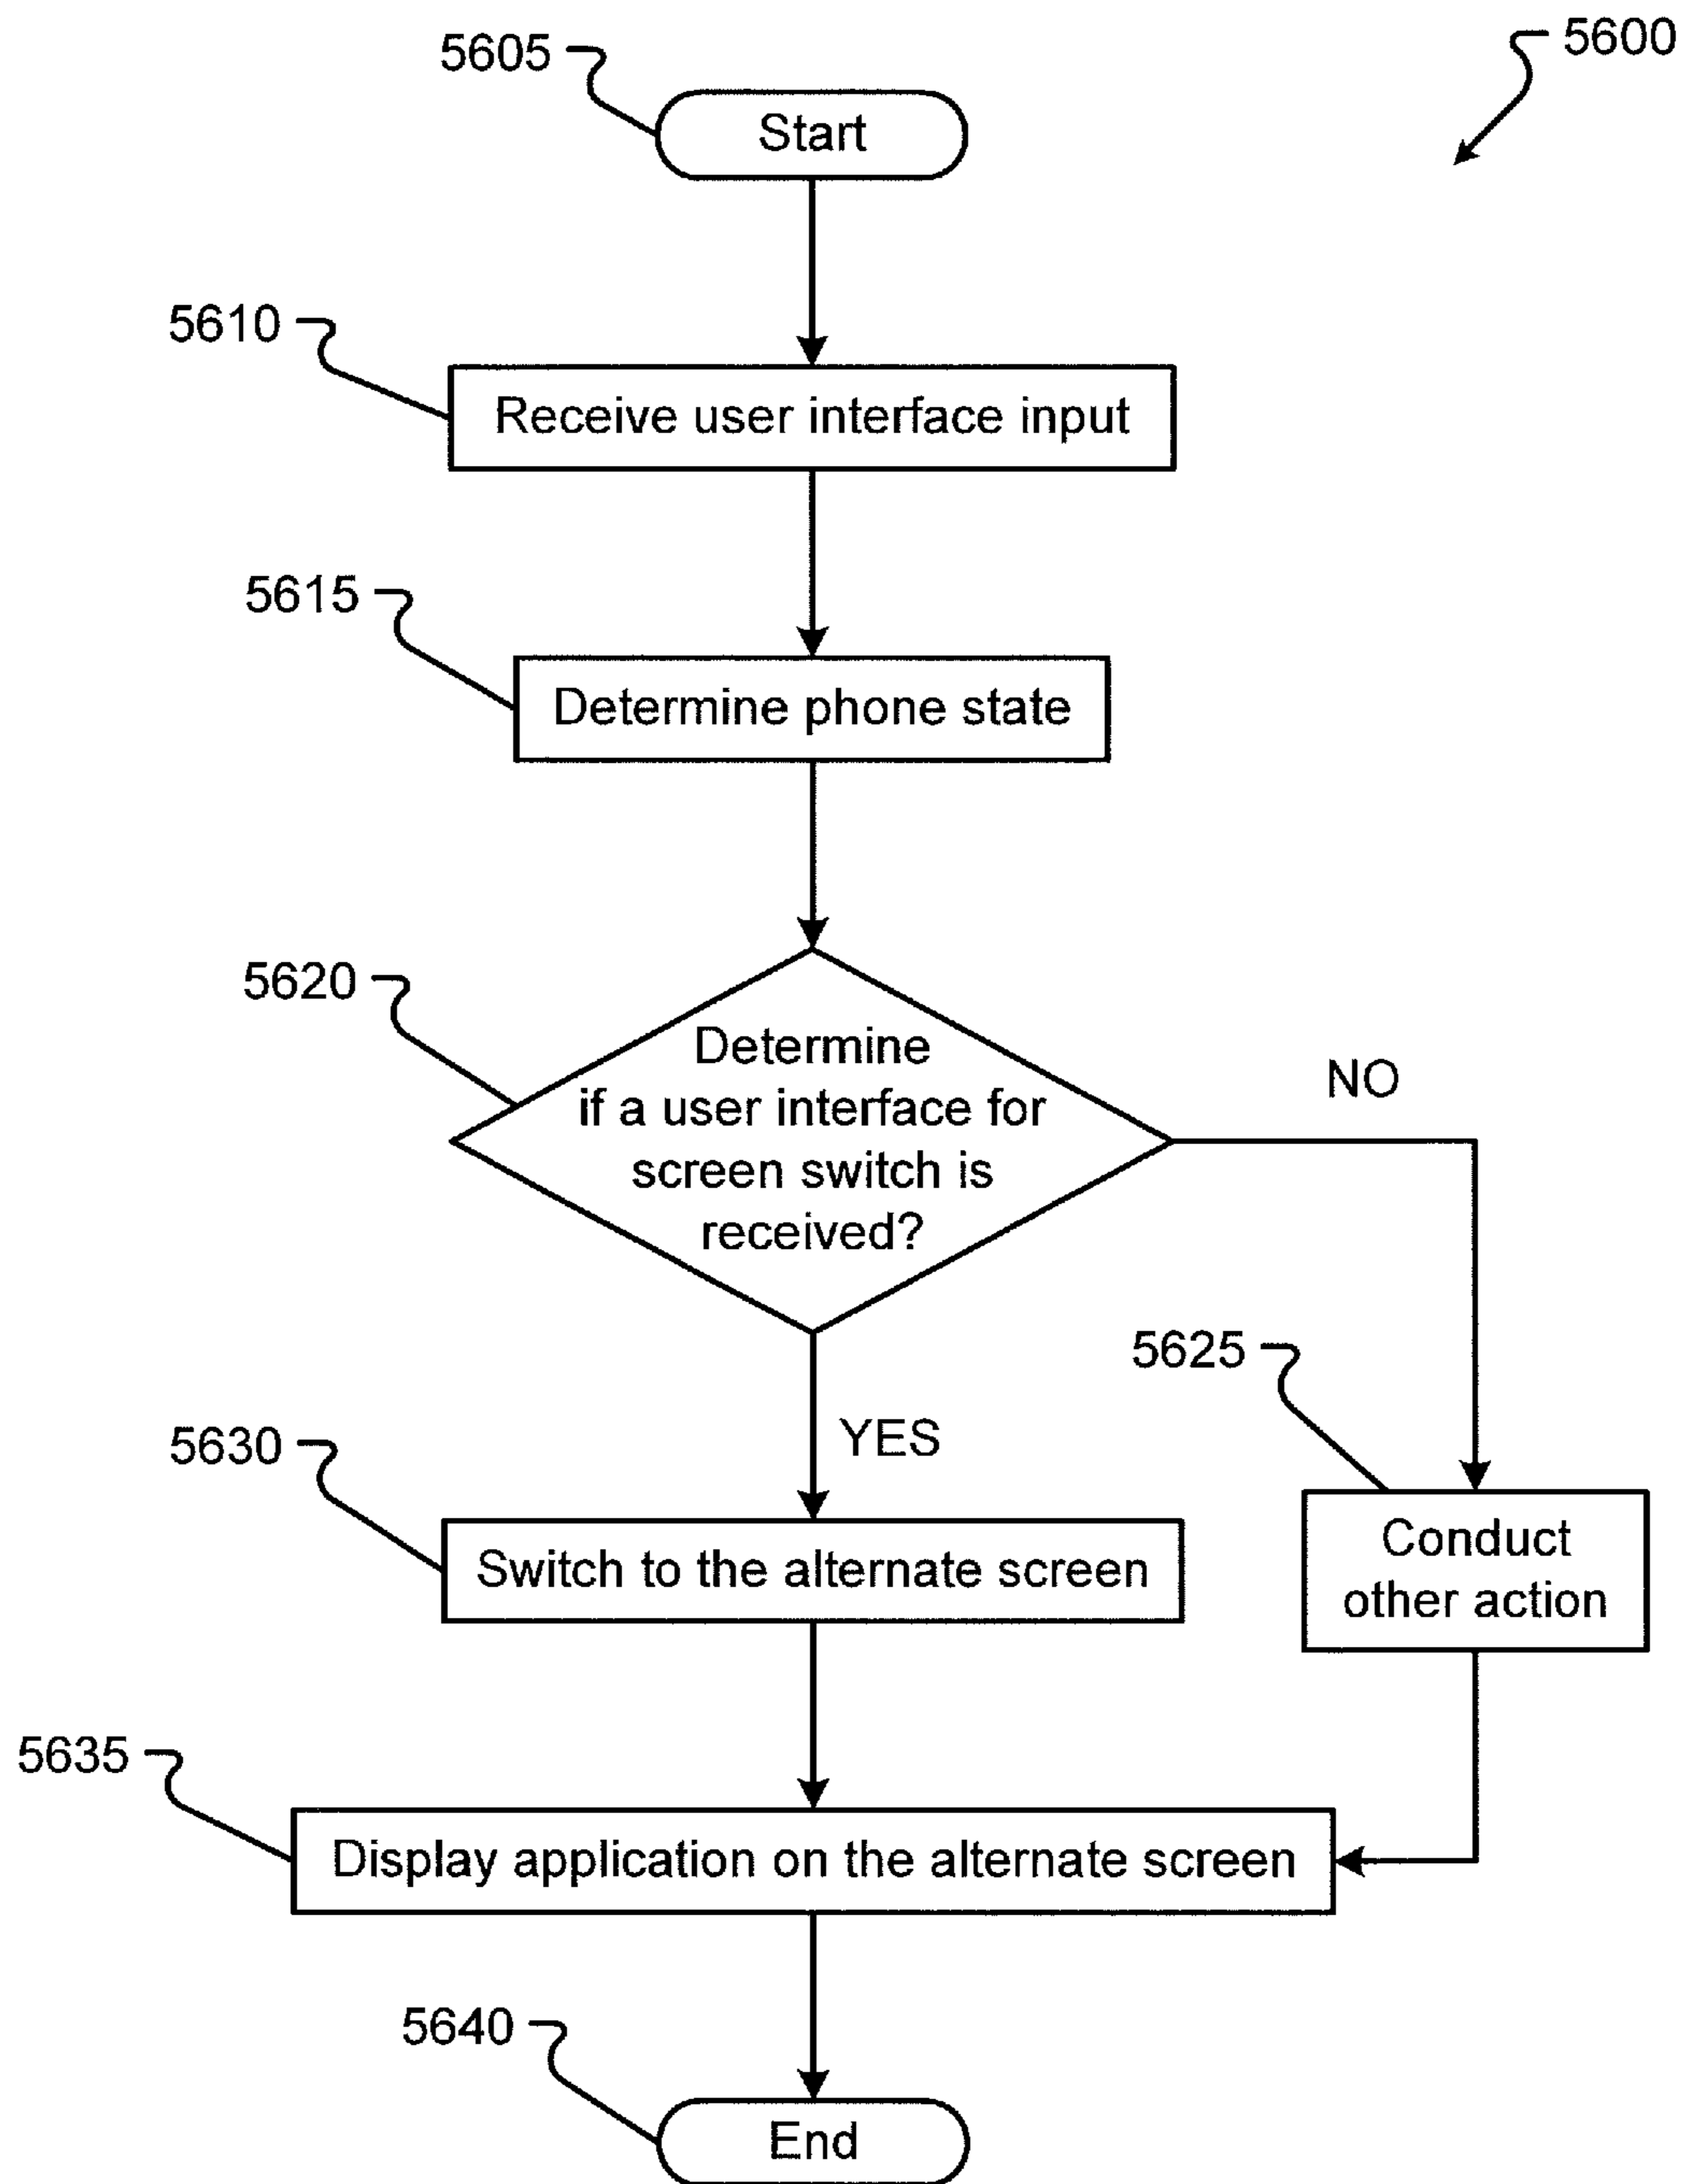 5600
5605
Start
5610
Receive user interface input
5615
Determine phone state
5620
Determine
if a user interface for
screen switch is
received?
NO
YES
5625
Conduct
other action
5630
Switch to the alternate screen
5635
Display application on the alternate screen
5640
End